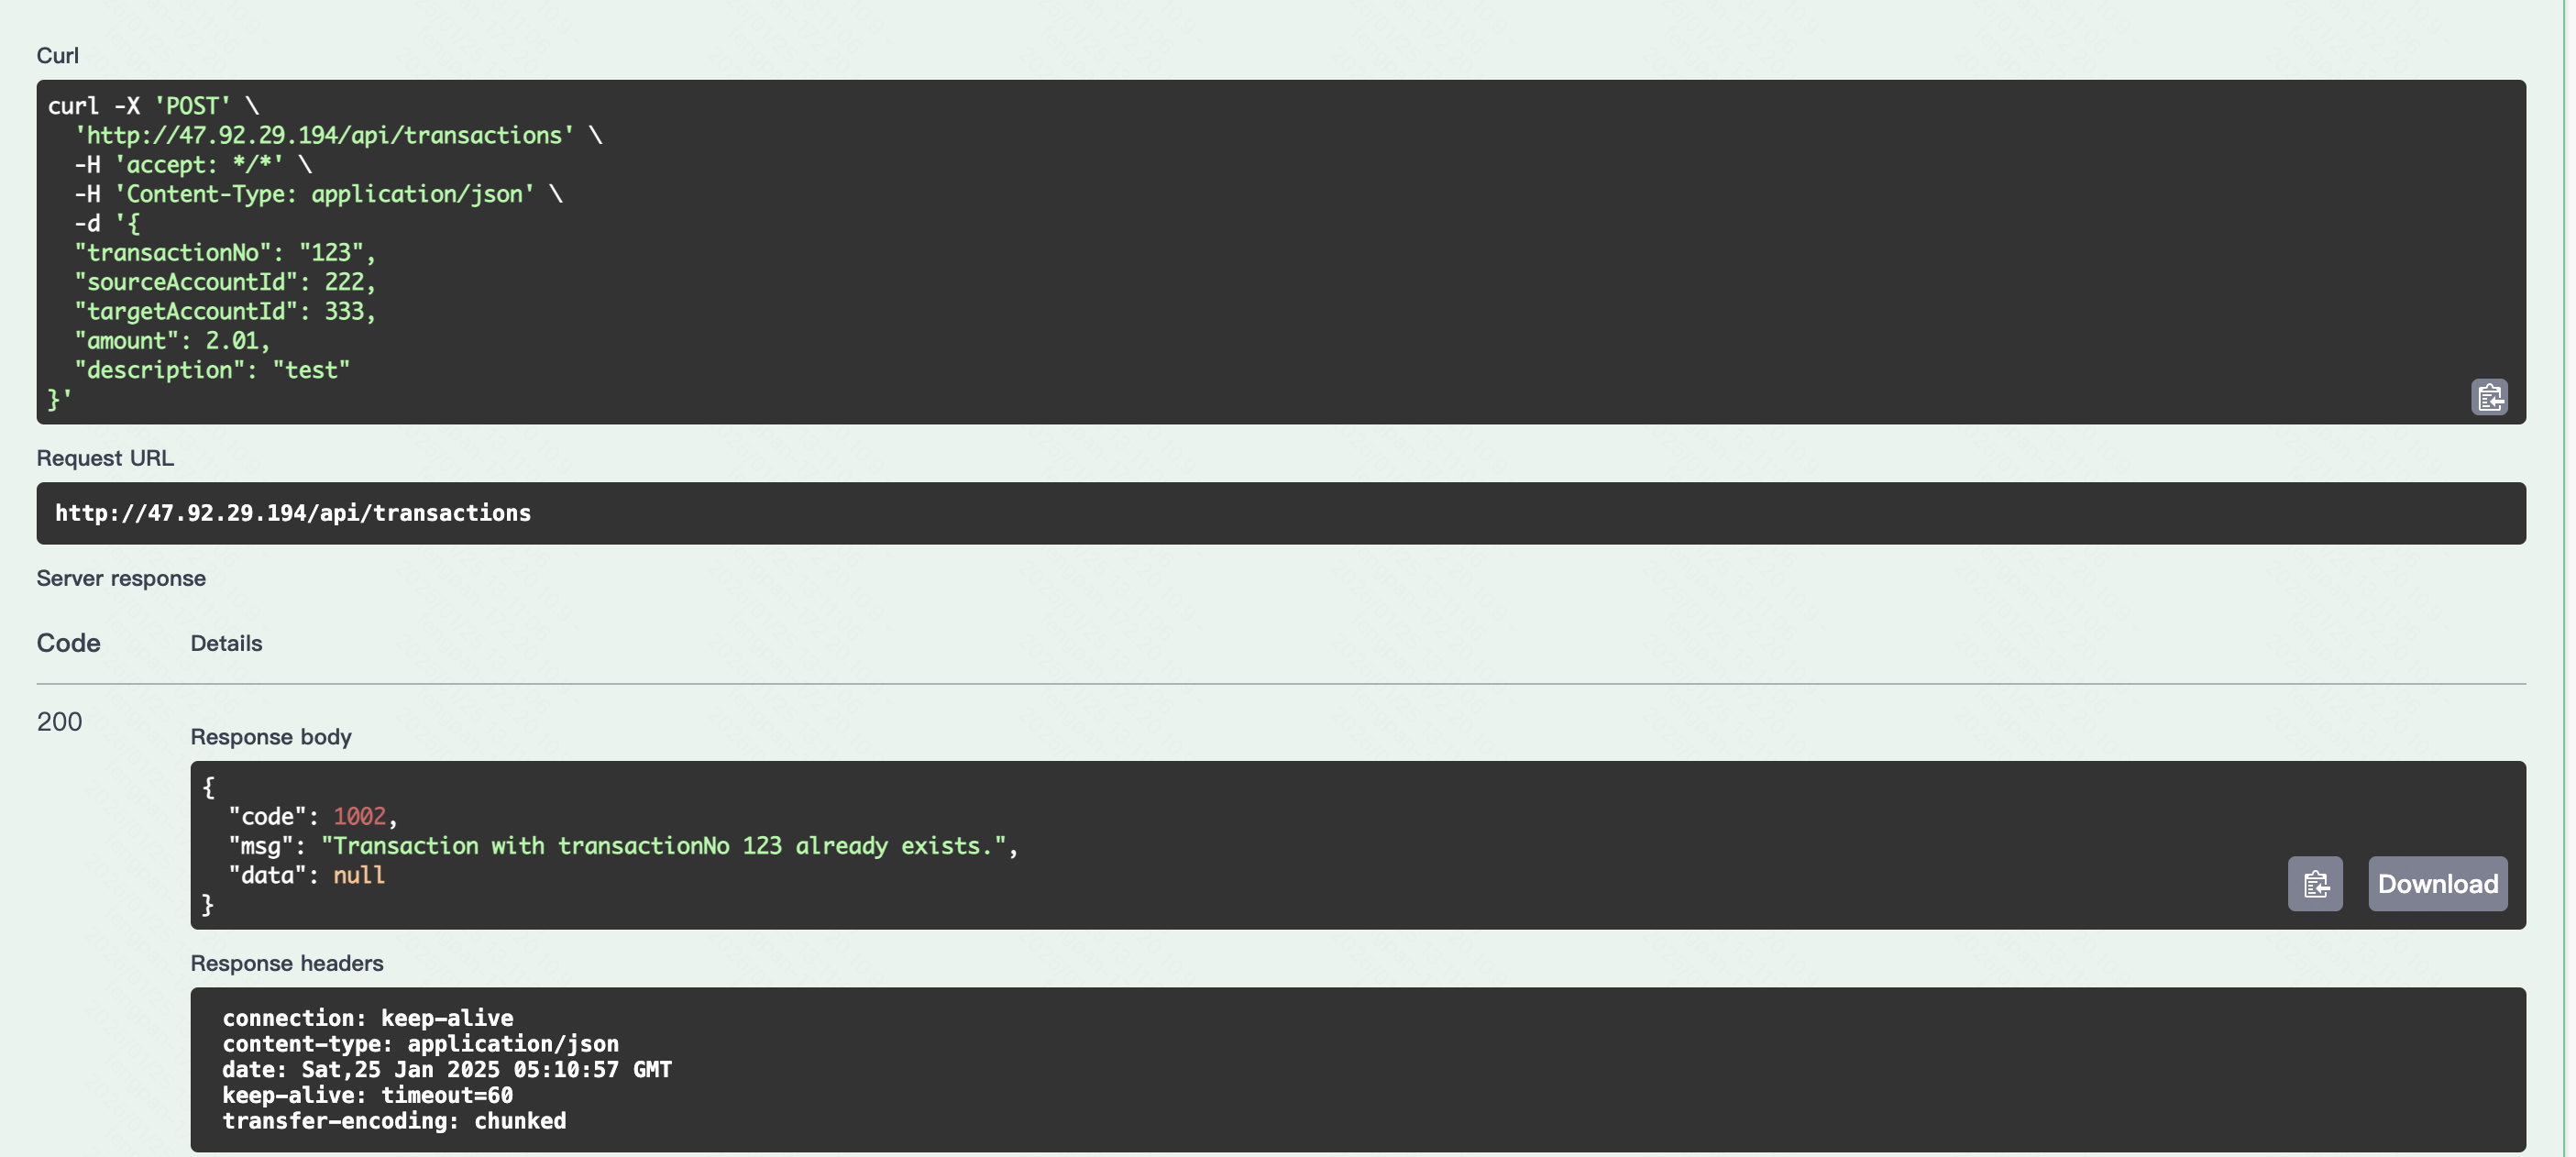 Curl
curl -X 'POST' \
  'http://47.92.29.194/api/transactions' \
  -H 'accept: */*' \
  -H 'Content-Type: application/json' \
  -d '{
  "transactionNo": "123",
  "sourceAccountId": 222,
  "targetAccountId": 333,
  "amount": 2.01,
  "description": "test"
}'
Request URL
http://47.92.29.194/api/transactions
Server response
Code Details
200
Response body
{
  "code": 1002,
  "msg": "Transaction with transactionNo 123 already exists.",
  "data": null
}
Download
Response headers
connection: keep-alive
content-type: application/json
date: Sat,25 Jan 2025 05:10:57 GMT
keep-alive: timeout=60
transfer-encoding: chunked